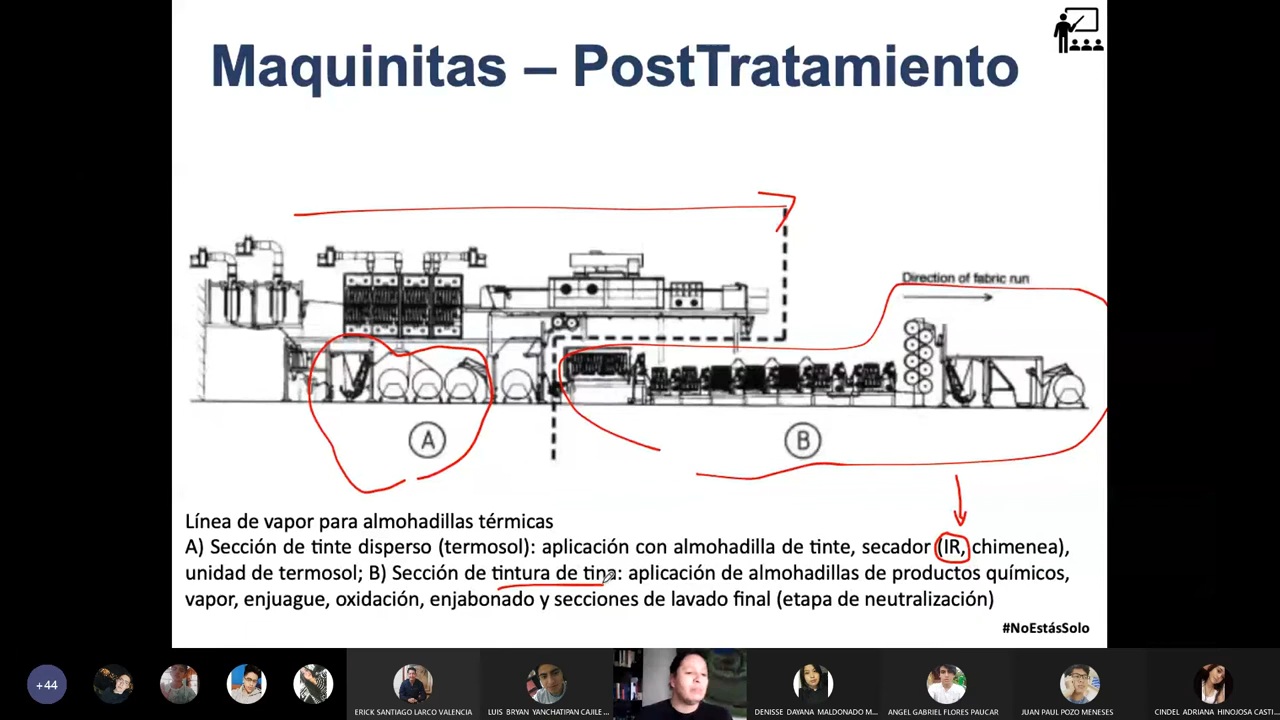 Maquinitas – PostTratamiento
Direction of fabric run
A
B
Línea de vapor para almohadillas térmicas
A) Sección de tinte disperso (termosol): aplicación con almohadilla de tinte, secador (IR, chimenea),
unidad de termosol; B) Sección de tintura de tina: aplicación de almohadillas de productos químicos,
vapor, enjuague, oxidación, enjabonado y secciones de lavado final (etapa de neutralización)
#NoEstásSolo
+44
ERICK SANTIAGO LARCO VALENCIA
LUIS BRYAN YANCHATIPAN CAJILE...
DENISSE DAYANA MALDONADO M...
ANGEL GABRIEL FLORES PAUCAR
JUAN PAUL POZO MENESES
CINDEL ADRIANA HINOJOSA CASTI...